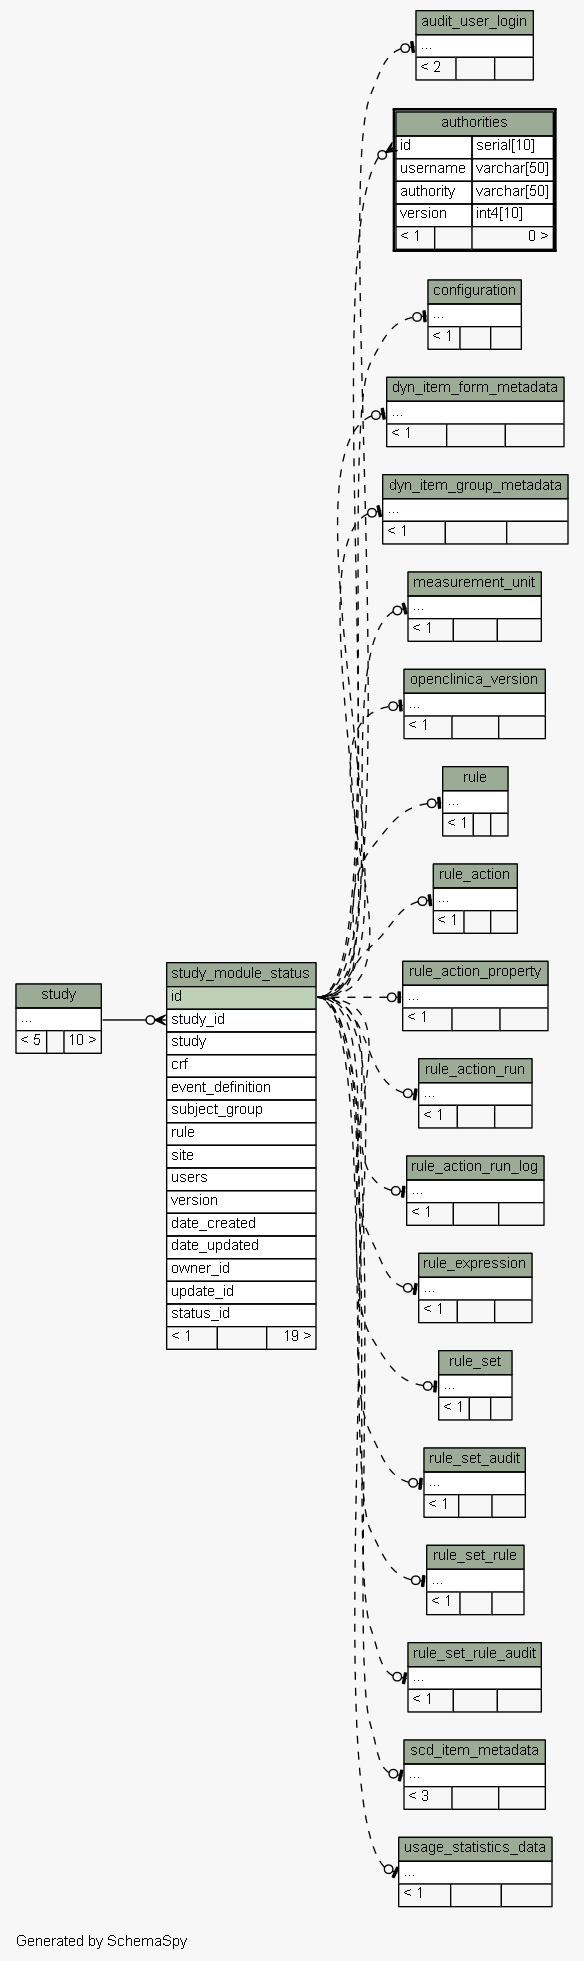 audit_user_login
...
< 2
authorities
id serial[10]
username varchar[50]
authority varchar[50]
version int4[10]
< 1 0 >
configuration
...
< 1
dyn_item_form_metadata
...
< 1
dyn_item_group_metadata
...
< 1
measurement_unit
...
< 1
openclinica_version
...
< 1
rule
...
< 1
rule_action
...
< 1
study
...
< 5 10 >
study_module_status
id
study_id
study
crf
event_definition
subject_group
rule
site
users
version
date_created
date_updated
owner_id
update_id
status_id
< 1 19 >
rule_action_property
...
< 1
rule_action_run
...
< 1
rule_action_run_log
...
< 1
rule_expression
...
< 1
rule_set
...
< 1
rule_set_audit
...
< 1
rule_set_rule
...
< 1
rule_set_rule_audit
...
< 1
scd_item_metadata
...
< 3
usage_statistics_data
...
< 1
Generated by SchemaSpy